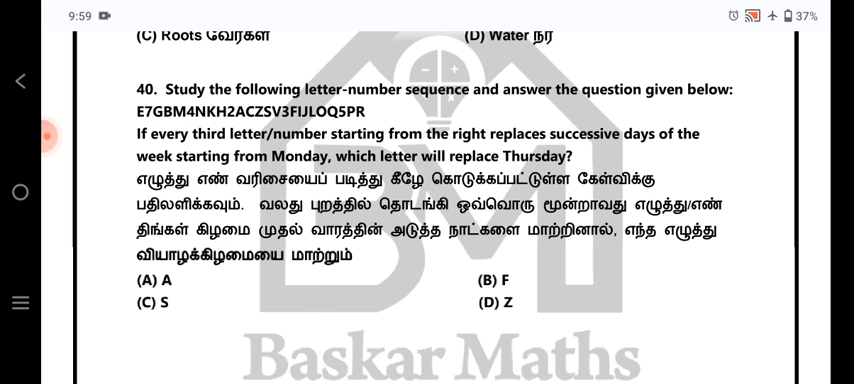 9:59
37%
(C) Roots வேர்கள்
(D) Water நீர்
40. Study the following letter-number sequence and answer the question given below:
E7GBM4NKH2ACZSV3FIJLOQ5PR
If every third letter/number starting from the right replaces successive days of the
week starting from Monday, which letter will replace Thursday?
எழுத்து எண் வரிசையைப் படித்து கீழே கொடுக்கப்பட்டுள்ள கேள்விக்கு
பதிலளிக்கவும். வலது புறத்தில் தொடங்கி ஒவ்வொரு மூன்றாவது எழுத்து/எண்
திங்கள் கிழமை முதல் வாரத்தின் அடுத்த நாட்களை மாற்றினால், எந்த எழுத்து
வியாழக்கிழமையை மாற்றும்
(A) A
(B) F
(C) S
(D) Z
BM
Baskar Maths